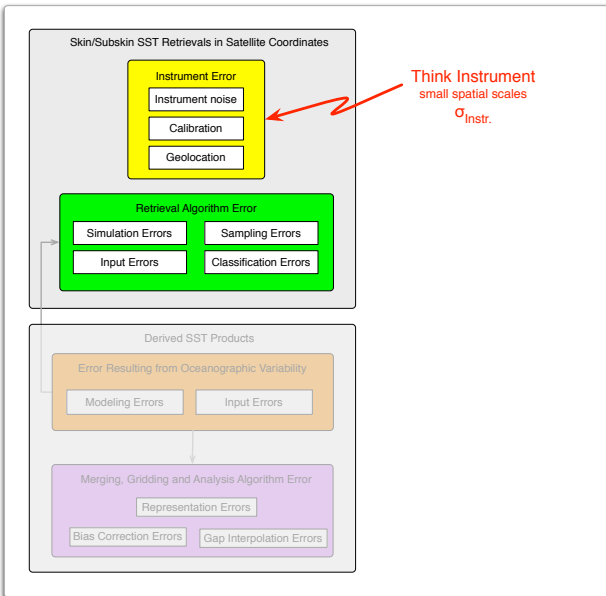 Skin/Subskin SST Retrievals in Satellite Coordinates
Instrument Error
Instrument noise
Calibration
Geolocation
Think Instrument
small spatial scales
σInstr.
Retrieval Algorithm Error
Simulation Errors
Sampling Errors
Input Errors
Classification Errors
Derived SST Products
Error Resulting from Oceanographic Variability
Modeling Errors
Input Errors
Merging, Gridding and Analysis Algorithm Error
Representation Errors
Bias Correction Errors
Gap Interpolation Errors